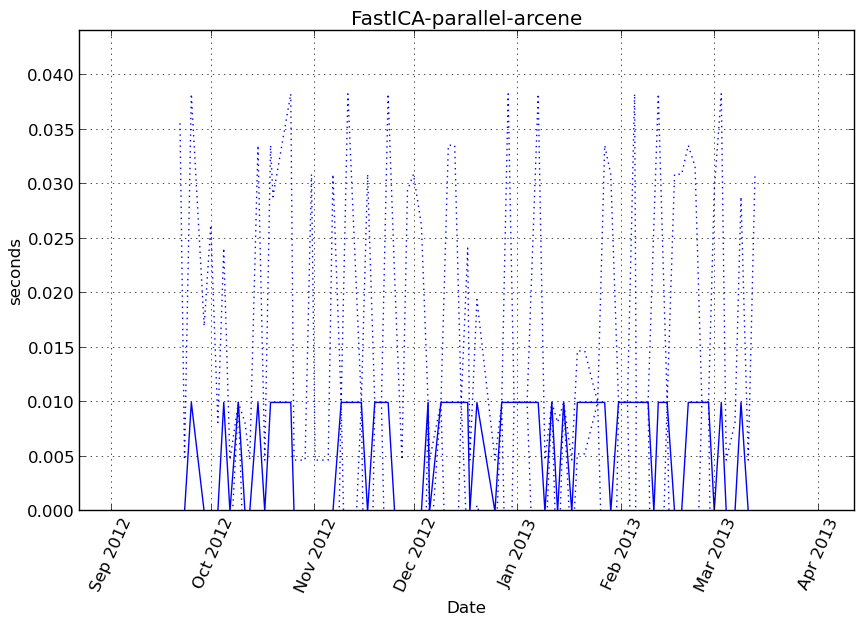 FastICA-parallel-arcene
0.040
0.035
0.030
0.025
0.020
0.015
0.010
0.005
0.000
seconds
Sep 2012
Oct 2012
Nov 2012
Dec 2012
Jan 2013
Feb 2013
Mar 2013
Apr 2013
Date